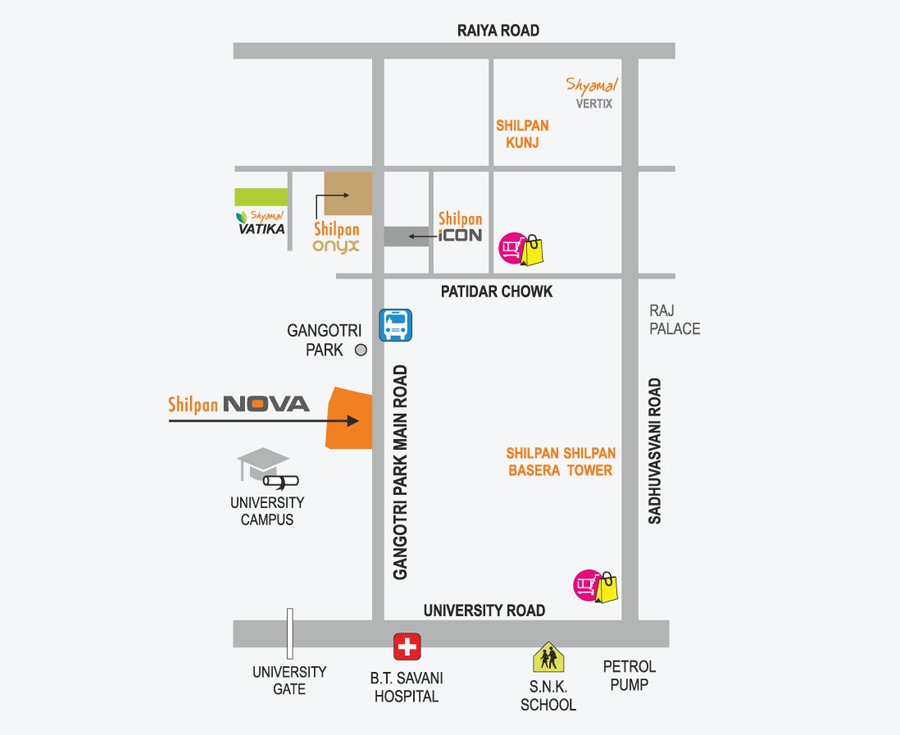 RAIYA ROAD
Shyamal
VERTIX
SHILPAN
KUNJ
Shyamal
VATIKA
Shilpan
onyx
Shilpan
iCON
PATIDAR CHOWK
RAJ
PALACE
GANGOTRI
PARK
Shilpan NOVA
GANGOTRI PARK MAIN ROAD
SADHUVASVANI ROAD
SHILPAN SHILPAN
BASERA TOWER
UNIVERSITY
CAMPUS
UNIVERSITY ROAD
UNIVERSITY
GATE
B.T. SAVANI
HOSPITAL
S.N.K.
SCHOOL
PETROL
PUMP